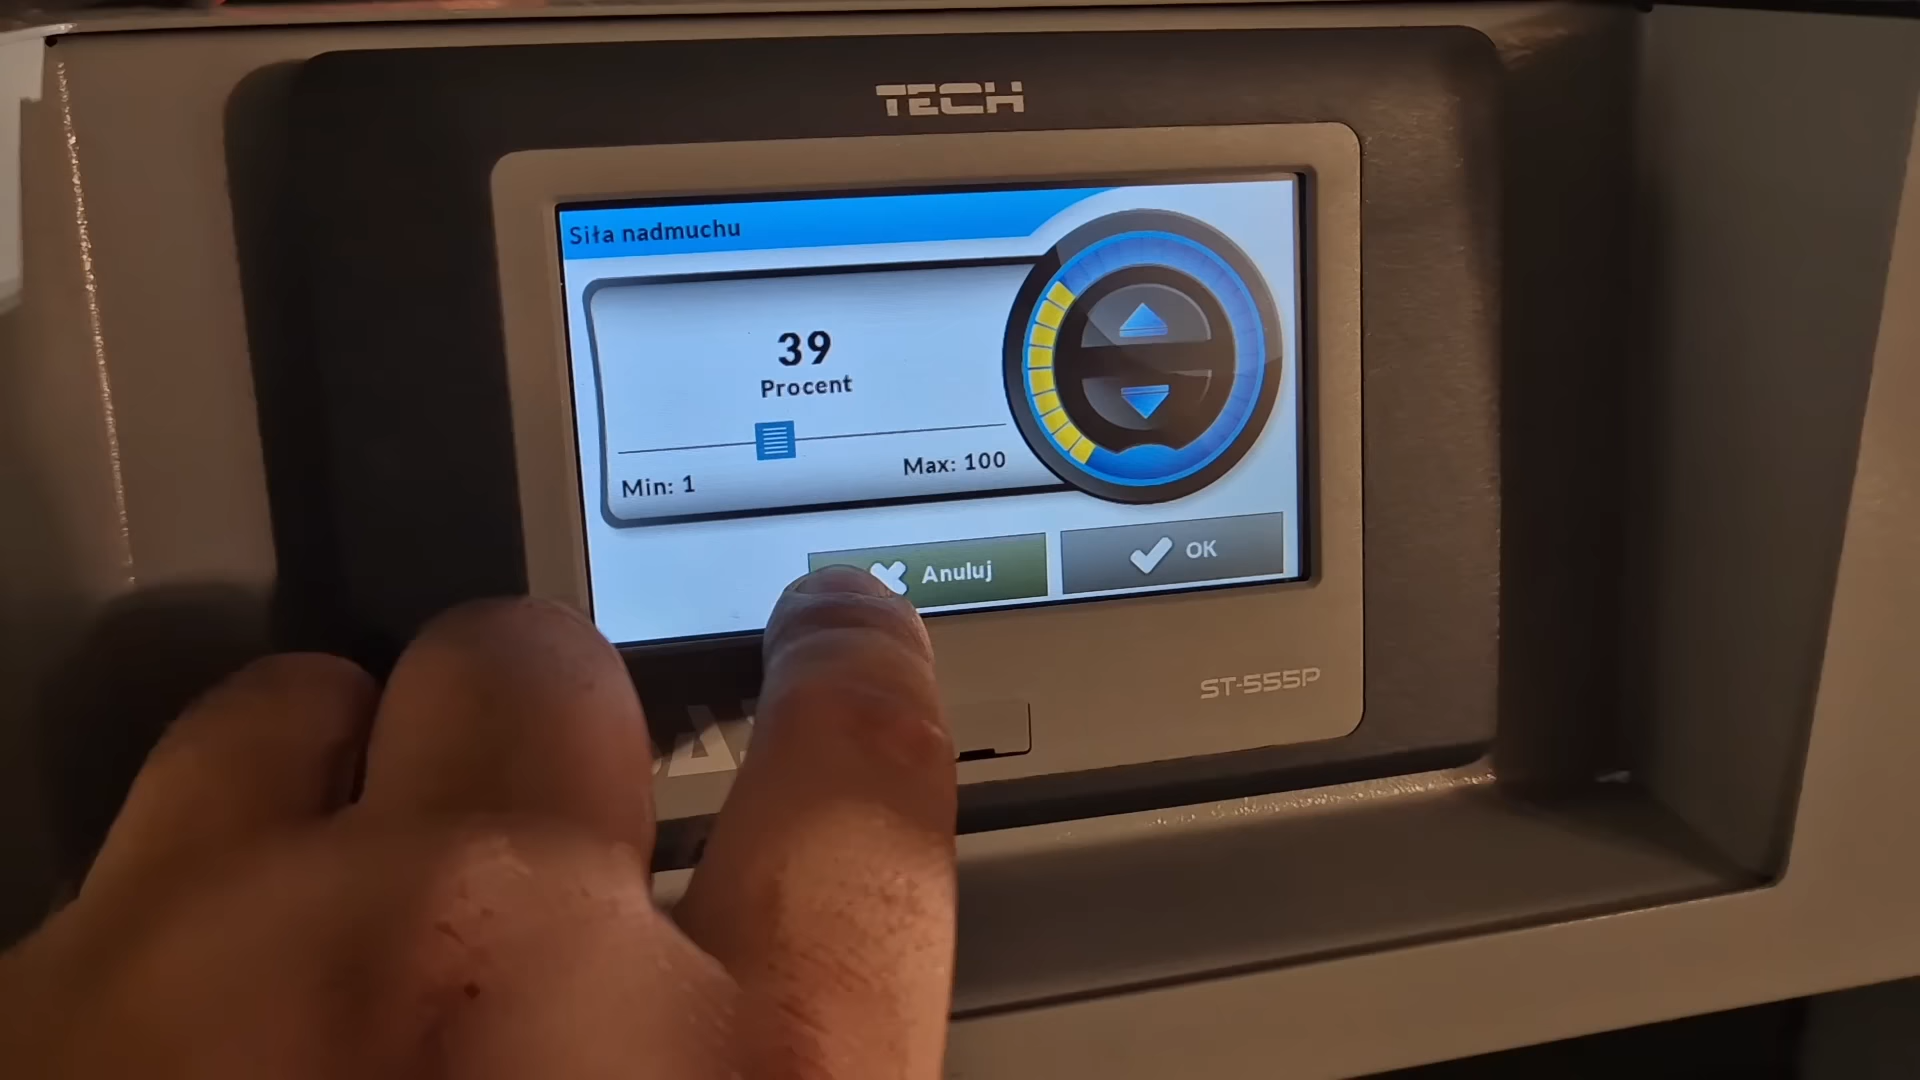 TECH
Siła nadmuchu
39
Procent
Min: 1
Max: 100
Anuluj
OK
ST-555P